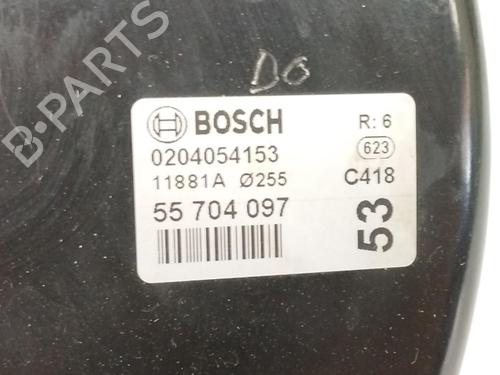 D6
BOSCH R: 6
0204054153 623
11881A Ø255 C418
55 704 097
53
B-PARTS